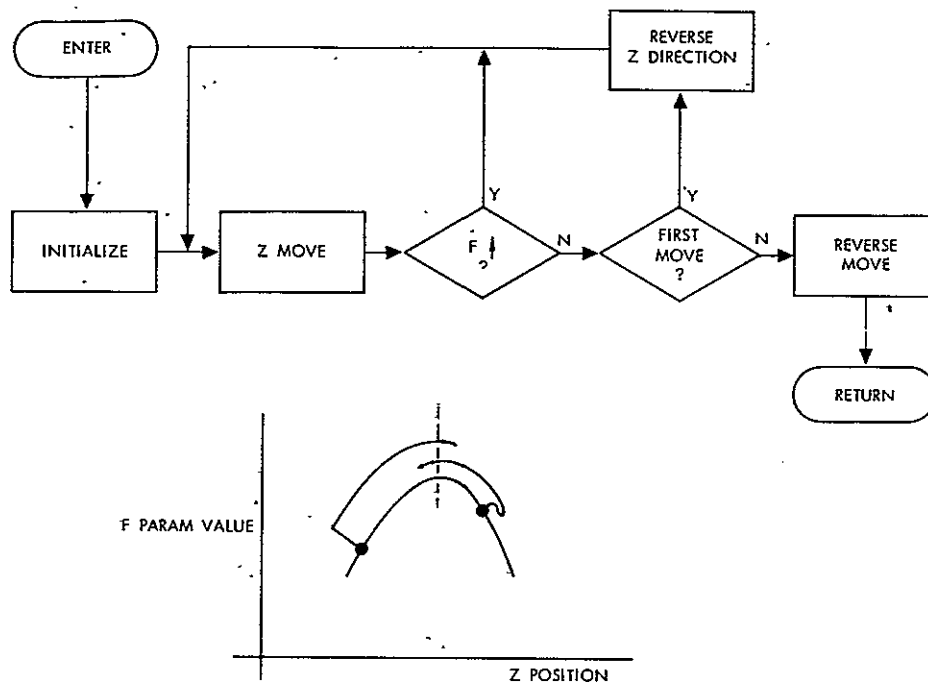 ENTER
REVERSE
Z DIRECTION
Y
Y
INITIALIZE
Z MOVE
F ↑
?
N
FIRST
MOVE
?
N
REVERSE
MOVE
RETURN
F PARAM VALUE
Z POSITION